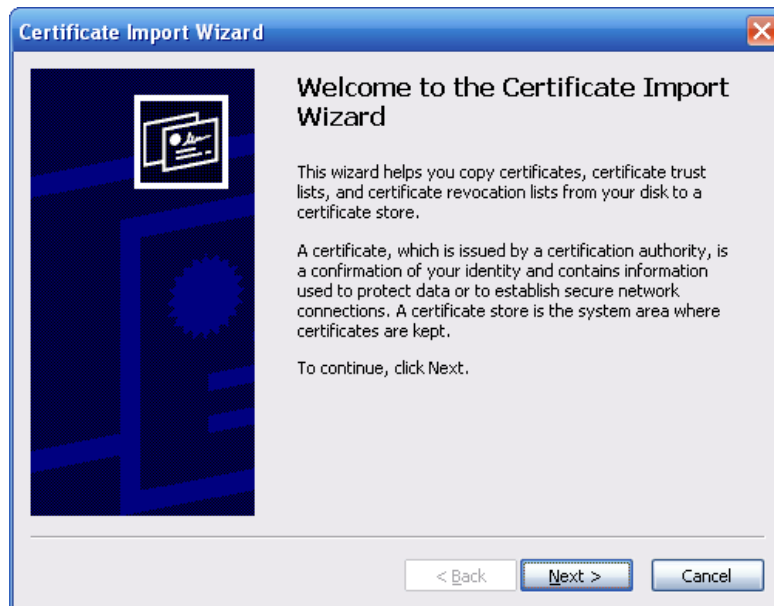 Certificate Import Wizard
Welcome to the Certificate Import
Wizard
This wizard helps you copy certificates, certificate trust
lists, and certificate revocation lists from your disk to a
certificate store.
A certificate, which is issued by a certification authority, is
a confirmation of your identity and contains information
used to protect data or to establish secure network
connections. A certificate store is the system area where
certificates are kept.
To continue, click Next.
< Back Next > Cancel